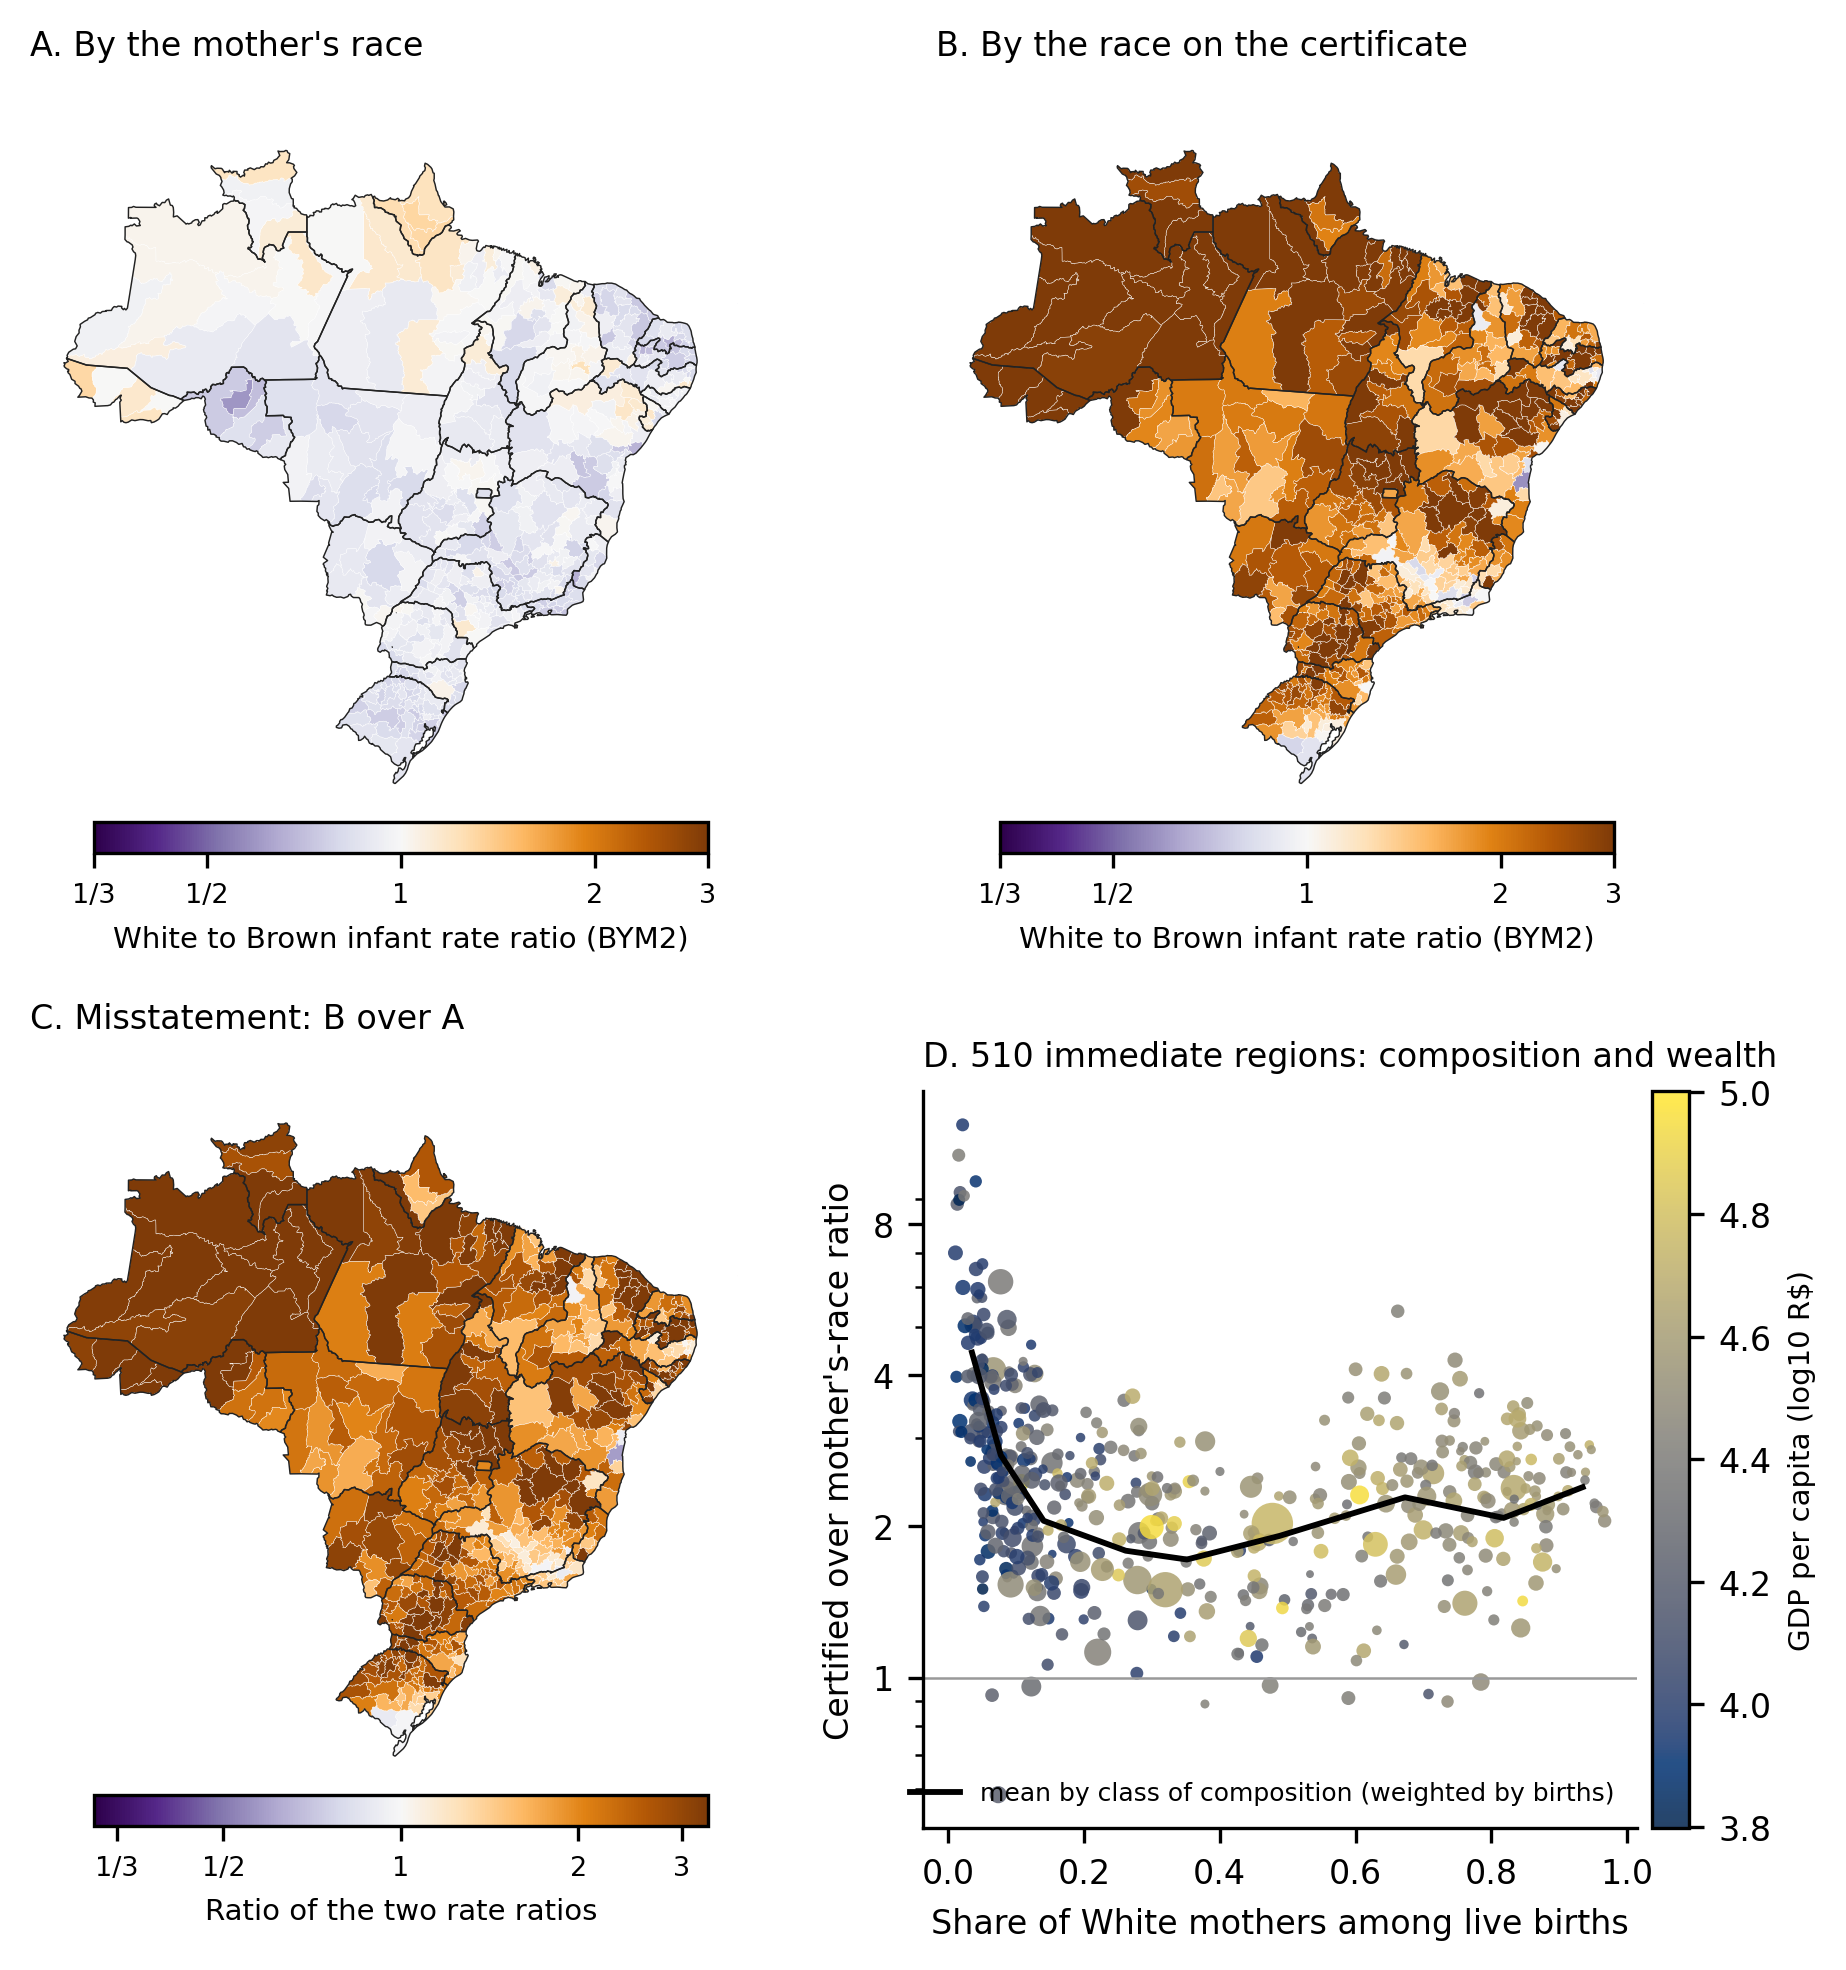 A. By the mother's race
B. By the race on the certificate
1/3 1/2 1 2 3
White to Brown infant rate ratio (BYM2)
1/3 1/2 1 2 3
White to Brown infant rate ratio (BYM2)
C. Misstatement: B over A
1/3 1/2 1 2 3
Ratio of the two rate ratios
D. 510 immediate regions: composition and wealth
Certified over mother's-race ratio
8
4
2
1
mean by class of composition (weighted by births)
0.0 0.2 0.4 0.6 0.8 1.0
Share of White mothers among live births
5.0
4.8
4.6
4.4
4.2
4.0
3.8
GDP per capita (log10 R$)